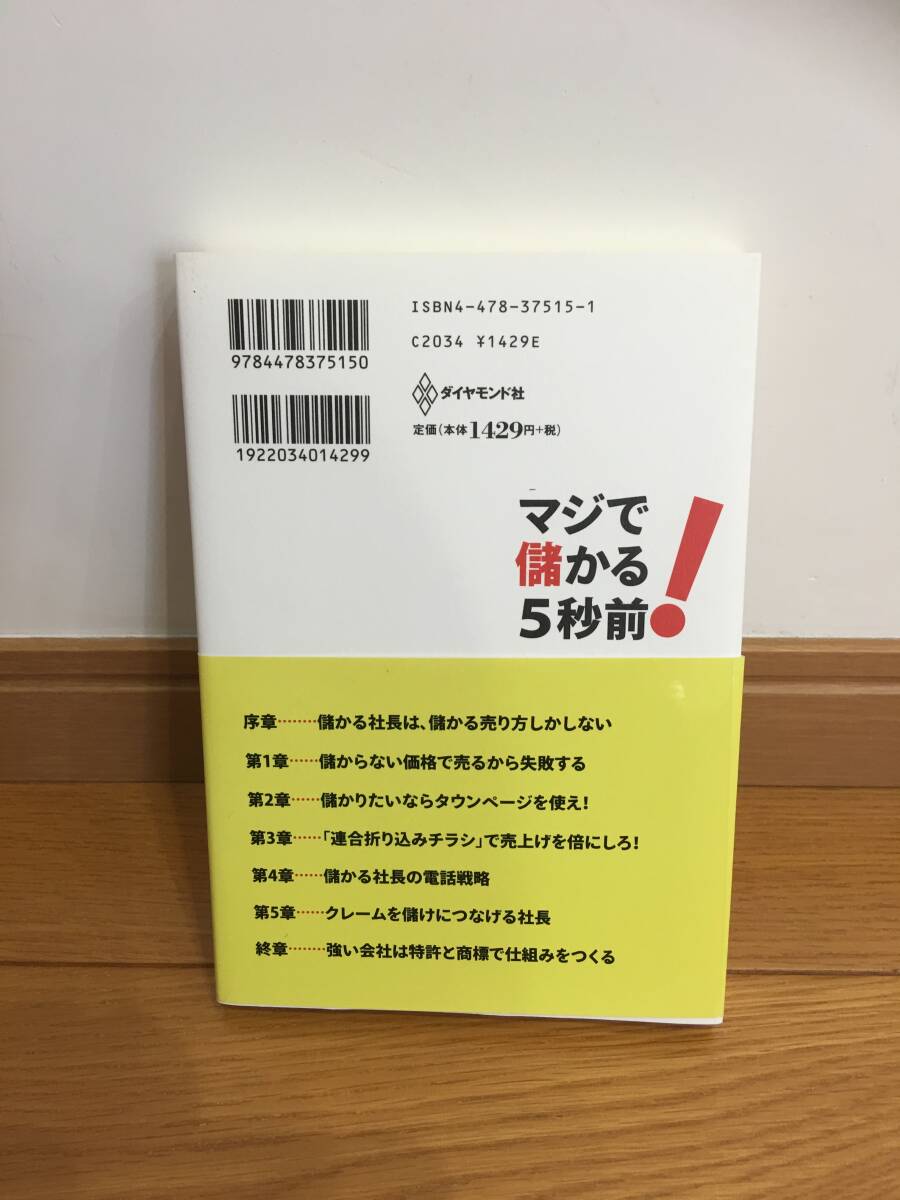 ISBN4-478-37515-1
C2034 ¥1429E
9784478375150
ダイヤモンド社
定価(本体1429円+税)
1922034014299
マジで
儲かる
5秒前!
序章………儲かる社長は、儲かる売り方しかしない
第1章……儲からない価格で売るから失敗する
第2章……儲かりたいならタウンページを使え!
第3章……「連合折り込みチラシ」で売上げを倍にしろ!
第4章……儲かる社長の電話戦略
第5章……クレームを儲けにつなげる社長
終章………強い会社は特許と商標で仕組みをつくる